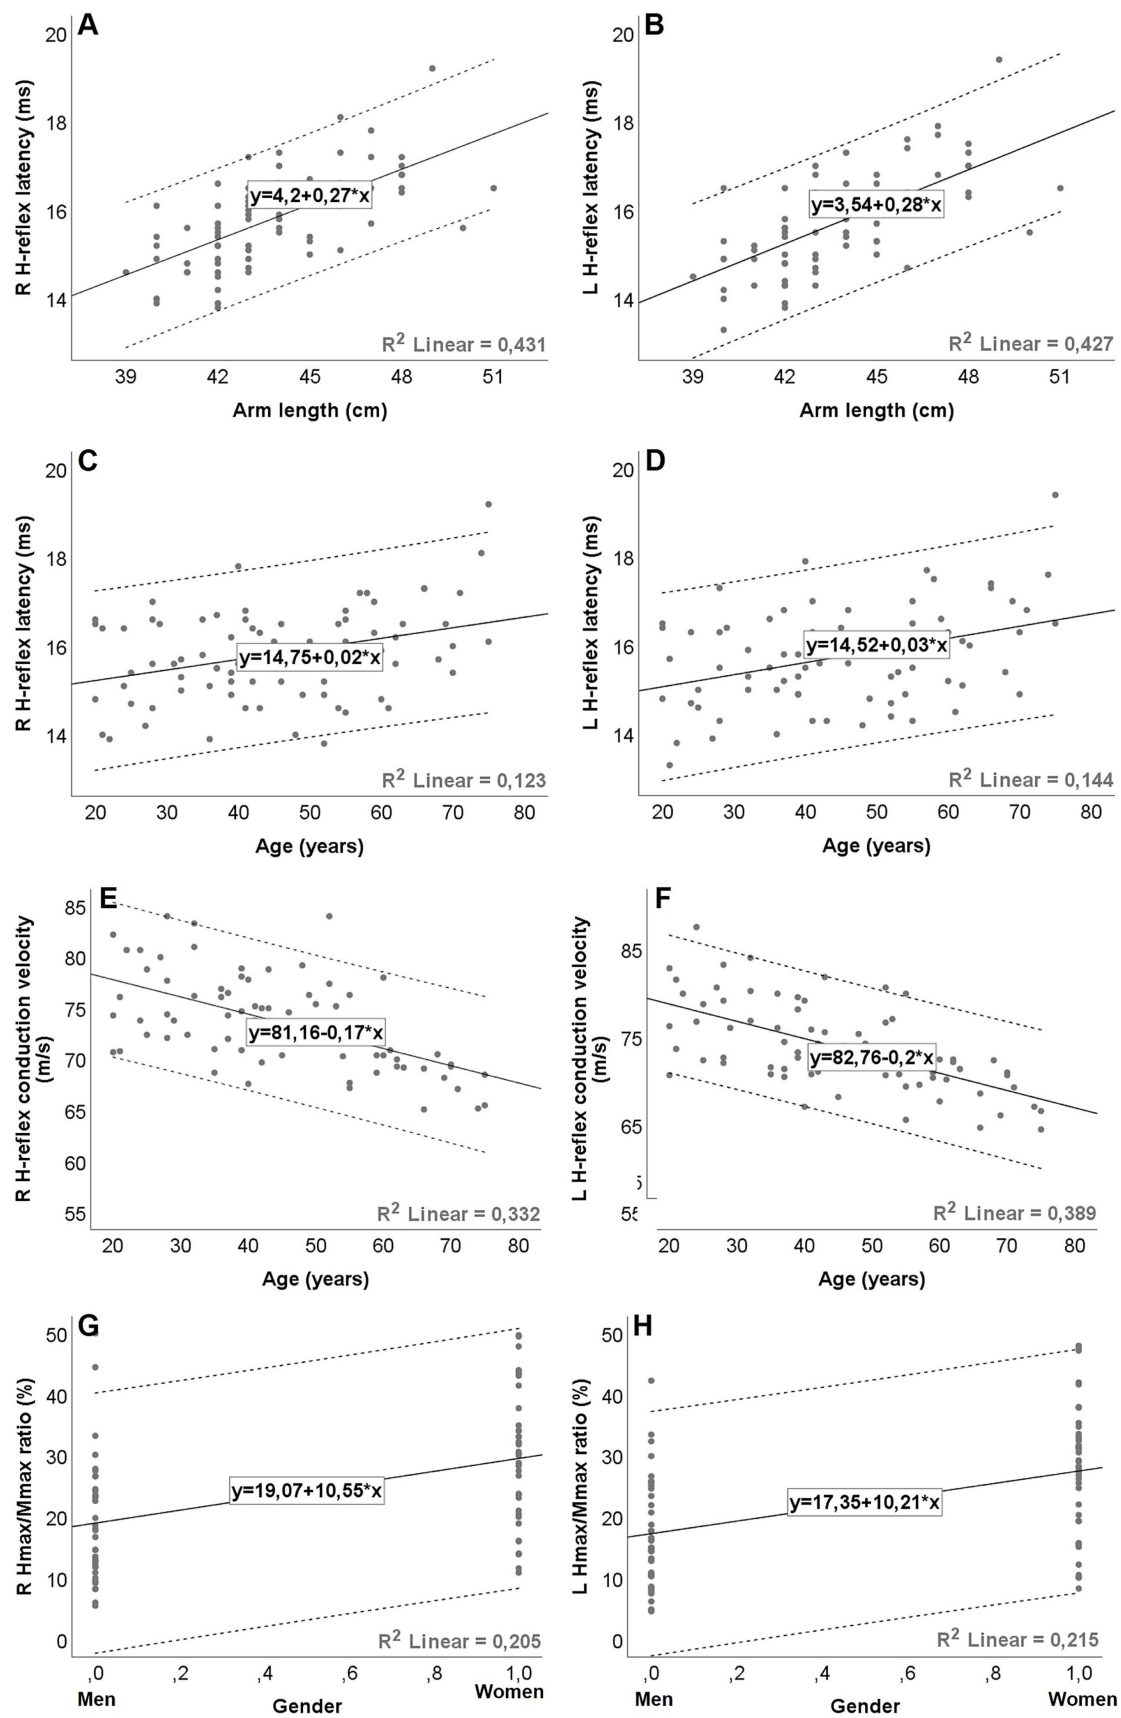 A
R H-reflex latency (ms)
20
18
16
14
y=4,2+0,27*x
R2 Linear = 0,431
39 42 45 48 51
Arm length (cm)
B
L H-reflex latency (ms)
20
18
16
14
y=3,54+0,28*x
R2 Linear = 0,427
39 42 45 48 51
Arm length (cm)
C
R H-reflex latency (ms)
20
18
16
14
y=14,75+0,02*x
R2 Linear = 0,123
20 30 40 50 60 70 80
Age (years)
D
L H-reflex latency (ms)
20
18
16
14
y=14,52+0,03*x
R2 Linear = 0,144
20 30 40 50 60 70 80
Age (years)
E
R H-reflex conduction velocity
(m/s)
85
80
75
70
65
60
55
y=81,16-0,17*x
R2 Linear = 0,332
20 30 40 50 60 70 80
Age (years)
F
L H-reflex conduction velocity
(m/s)
85
75
65
5
55
y=82,76-0,2*x
R2 Linear = 0,389
20 30 40 50 60 70 80
Age (years)
G
R Hmax/Mmax ratio (%)
50
40
30
20
10
0
y=19,07+10,55*x
R2 Linear = 0,205
,0 ,2 ,4 ,6 ,8 1,0
Men Gender Women
H
L Hmax/Mmax ratio (%)
50
40
30
20
10
0
y=17,35+10,21*x
R2 Linear = 0,215
,0 ,2 ,4 ,6 ,8 1,0
Men Gender Women